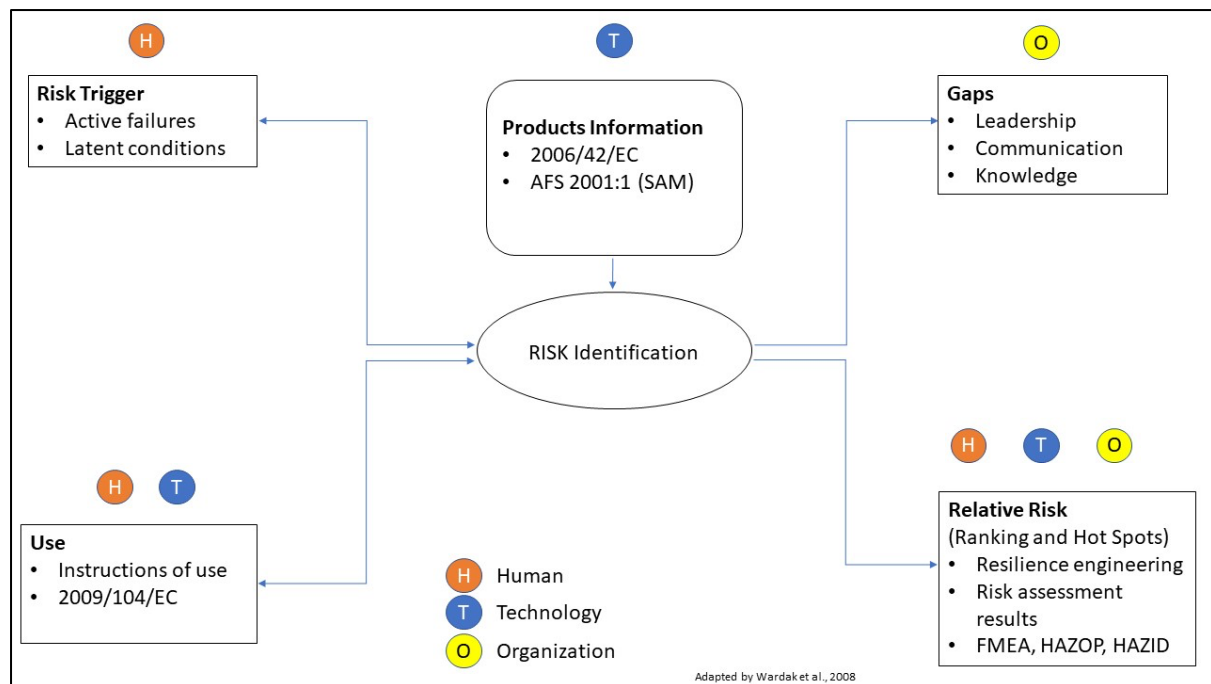 H
T
O
Risk Trigger
• Active failures
• Latent conditions
Products Information
• 2006/42/EC
• AFS 2001:1 (SAM)
Gaps
• Leadership
• Communication
• Knowledge
RISK Identification
H T
Use
• Instructions of use
• 2009/104/EC
H T O
Relative Risk
(Ranking and Hot Spots)
• Resilience engineering
• Risk assessment
results
• FMEA, HAZOP, HAZID
H Human
T Technology
O Organization
Adapted by Wardak et al., 2008